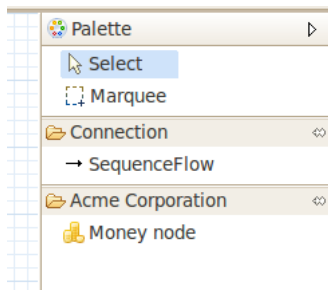 Palette
Select
Marquee
Connection
SequenceFlow
Acme Corporation
Money node